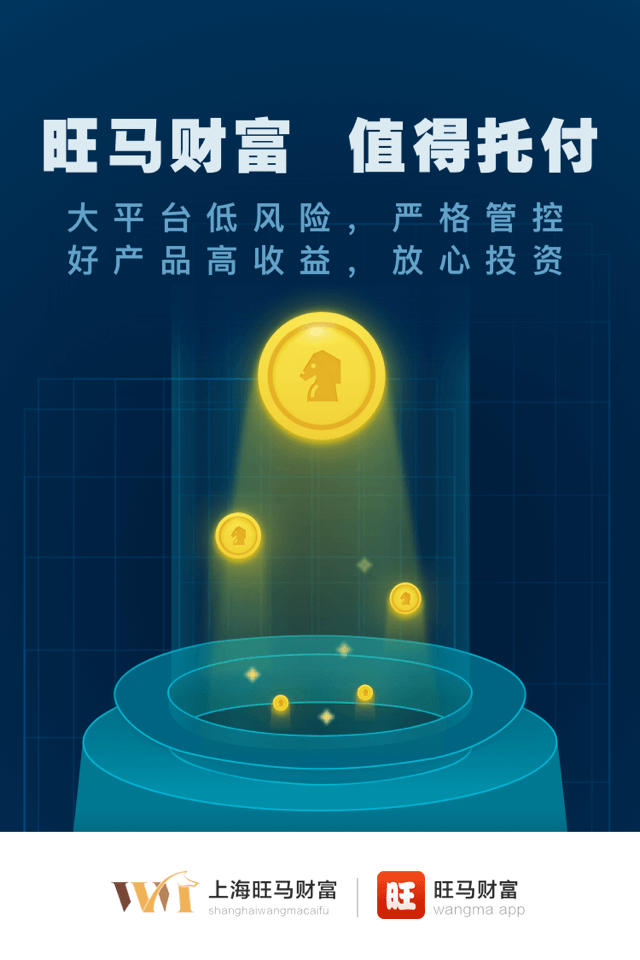 旺马财富 值得托付
大平台低风险,严格管控
好产品高收益,放心投资
上海旺马财富
shanghaiwangmacaifu
旺
旺马财富
wangma app